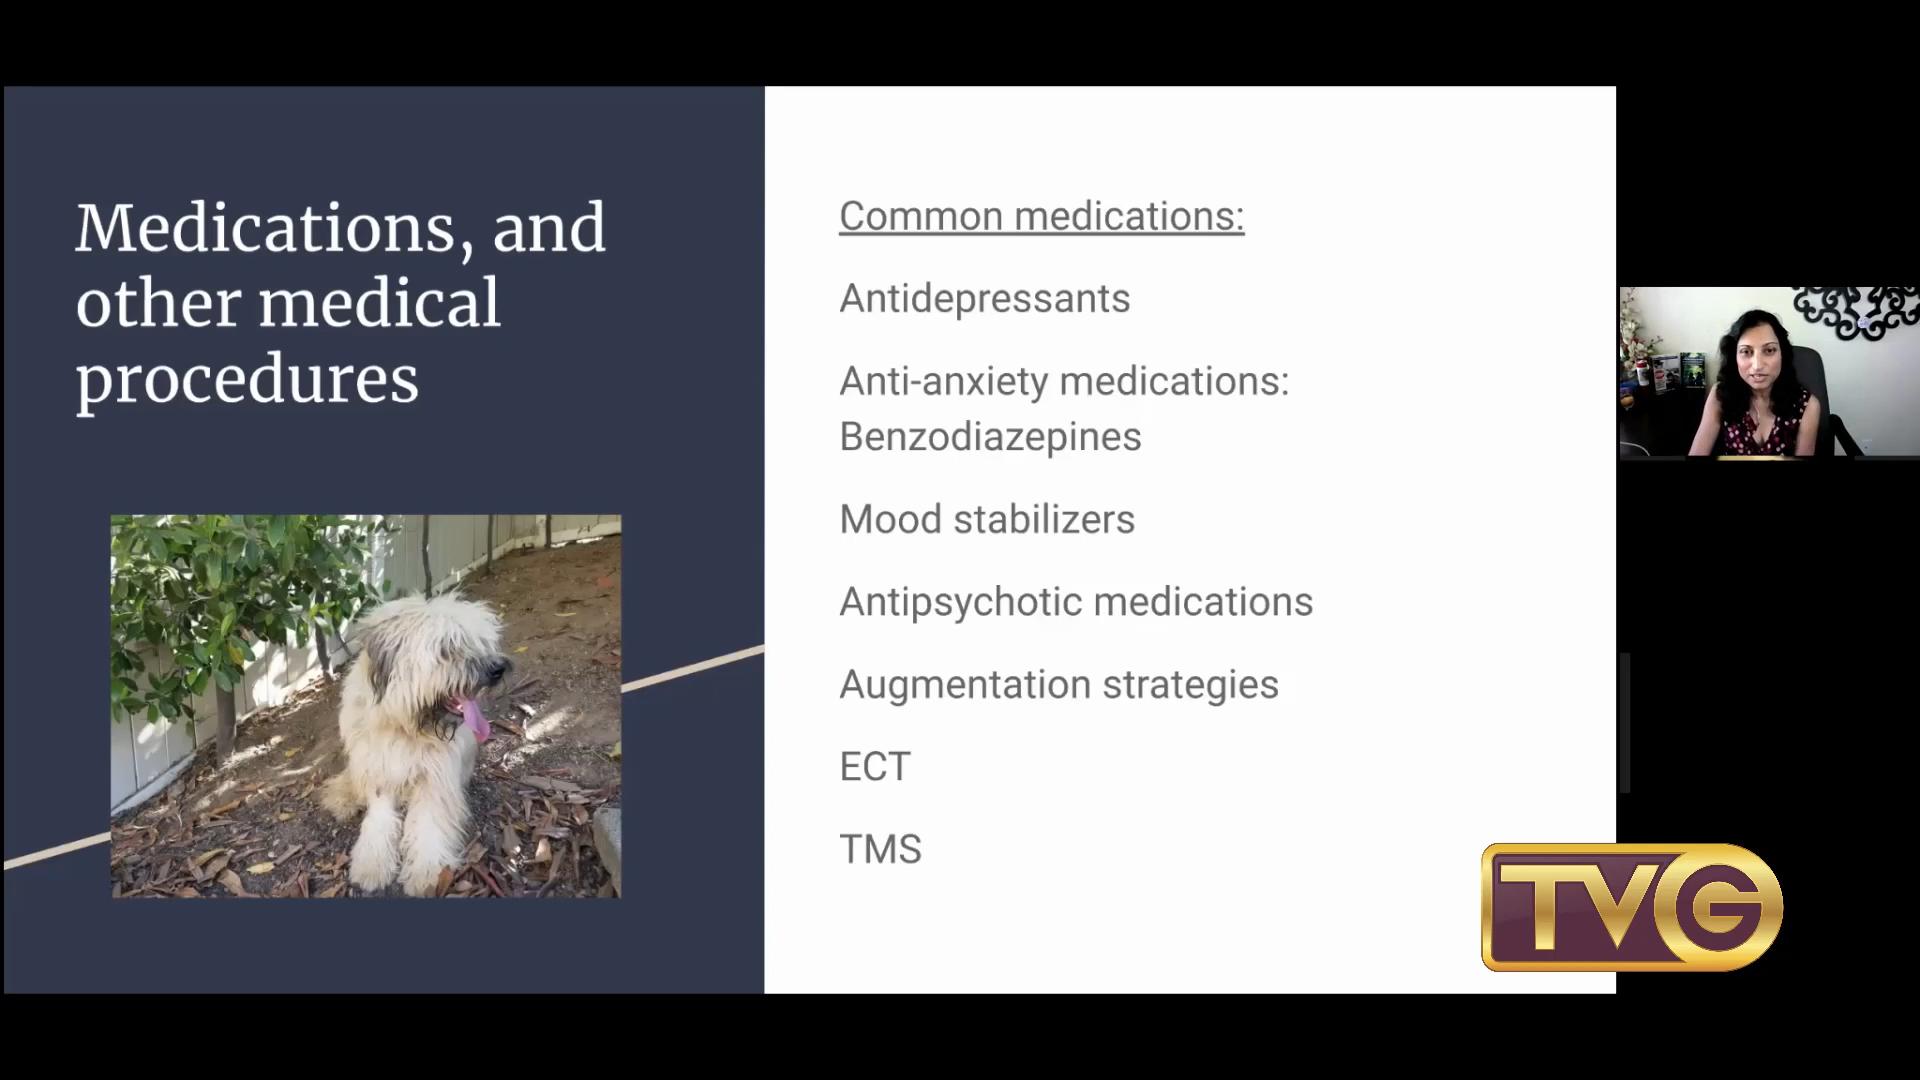 Medications, and
other medical
procedures
Common medications:
Antidepressants
Anti-anxiety medications:
Benzodiazepines
Mood stabilizers
Antipsychotic medications
Augmentation strategies
ECT
TMS
TVG